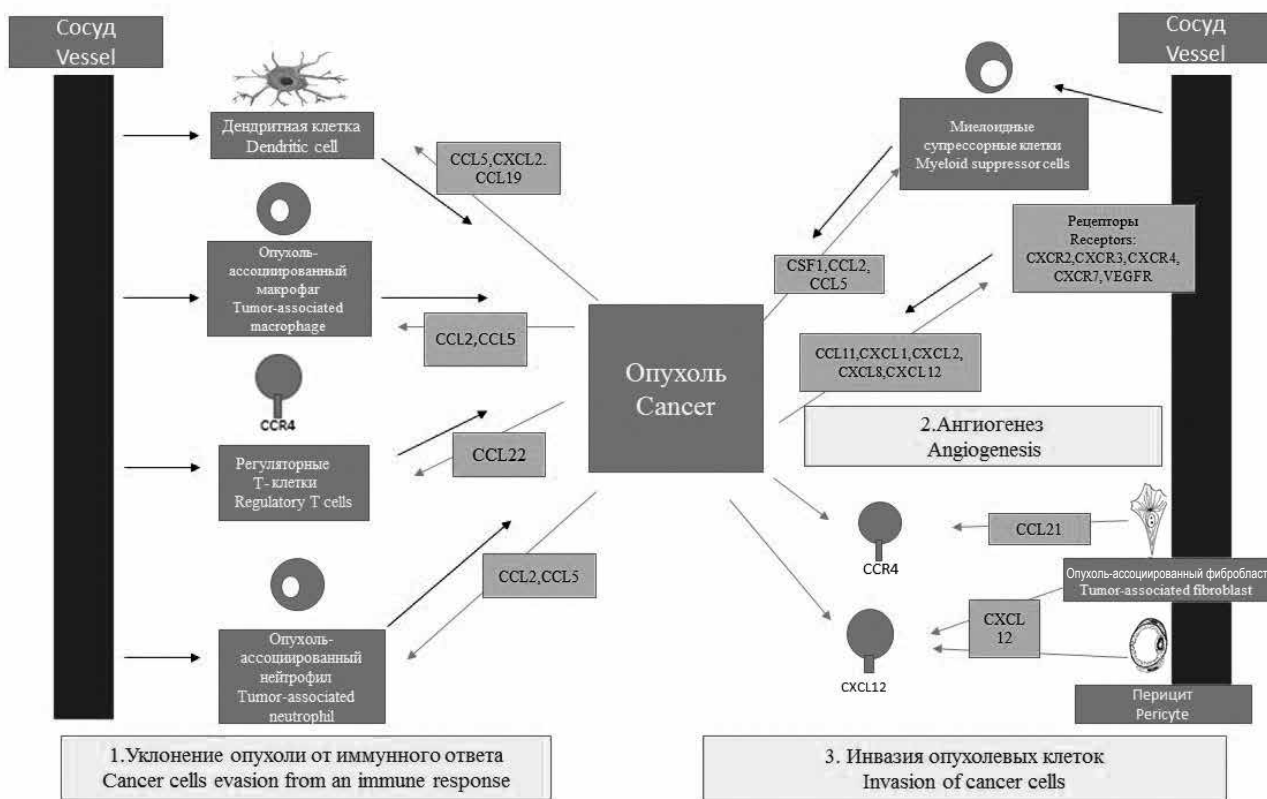 Сосуд
Vessel
Дендритная клетка
Dendritic cell
CCL5,CXCL2.
CCL19
Опухоль-
ассоциированный
макрофаг
Tumor-associated
macrophage
CCL2,CCL5
CCR4
Регуляторные
Т- клетки
Regulatory T cells
CCL22
CCL2,CCL5
Опухоль-
ассоциированный
нейтрофил
Tumor-associated
neutrophil
1.Уклонение опухоли от иммунного ответа
Cancer cells evasion from an immune response
Опухоль
Cancer
Сосуд
Vessel
Миелоидные
супрессорные клетки
Myeloid suppressor cells
CSF1,CCL2,
CCL5
Рецепторы
Receptors:
CXCR2,CXCR3,CXCR4,
CXCR7,VEGFR
CCL11,CXCL1,CXCL2,
CXCL8,CXCL12
2.Ангиогенез
Angiogenesis
CCR4
CCL21
Опухоль-ассоциированный фибробласт
Tumor-associated fibroblast
CXCL
12
CXCL12
Перицит
Pericyte
3. Инвазия опухолевых клеток
Invasion of cancer cells